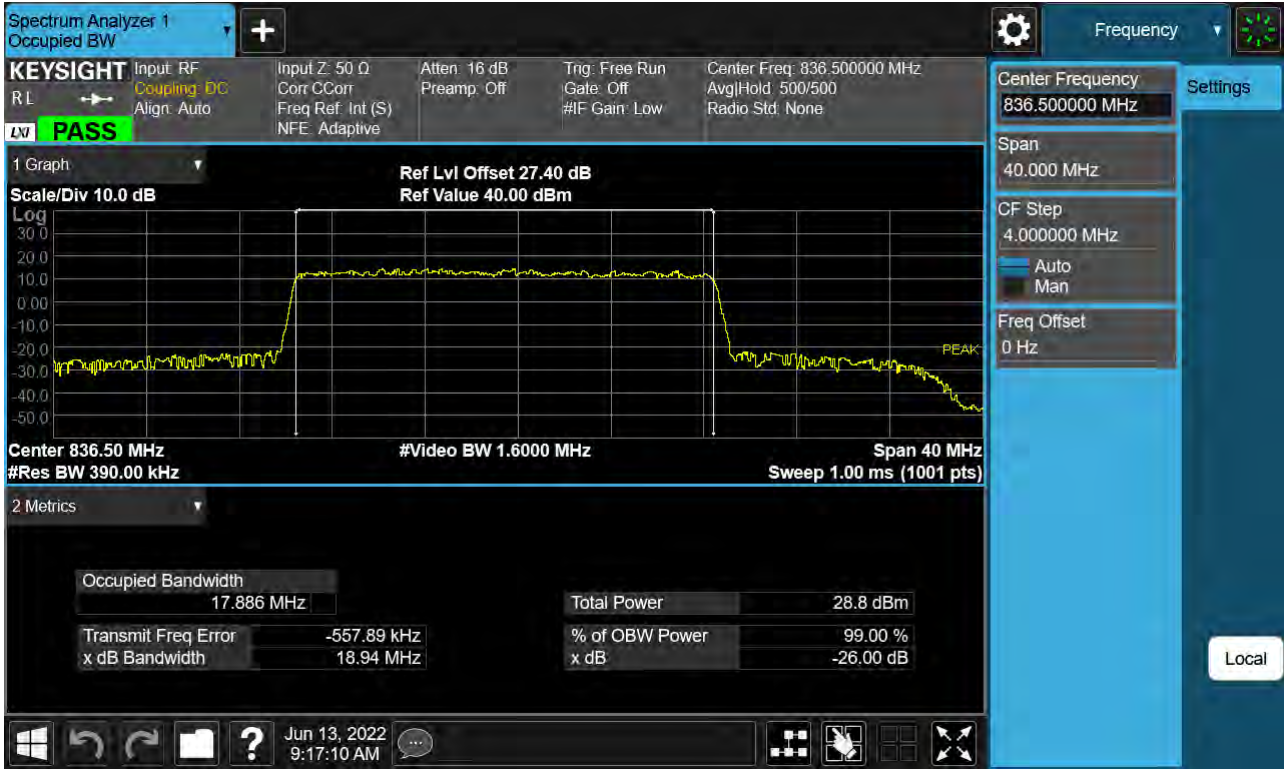 Spectrum Analyzer 1
Occupied BW
+
Frequency
KEYSIGHT
RL
LXI
PASS
Input: RF
Coupling: DC
Align: Auto
Input Z: 50 Ω
Corr CCorr
Freq Ref: Int (S)
NFE: Adaptive
Atten: 16 dB
Preamp: Off
Trig: Free Run
Gate: Off
#IF Gain: Low
Center Freq: 836.500000 MHz
Avg|Hold: 500/500
Radio Std: None
Center Frequency
836.500000 MHz
Settings
Span
40.000 MHz
CF Step
4.000000 MHz
Auto
Man
Freq Offset
0 Hz
Local
1 Graph
Scale/Div 10.0 dB
Ref Lvl Offset 27.40 dB
Ref Value 40.00 dBm
Log
30.0
20.0
10.0
0.00
-10.0
-20.0
-30.0
-40.0
-50.0
PEAK
Center 836.50 MHz
#Video BW 1.6000 MHz
Span 40 MHz
#Res BW 390.00 kHz
Sweep 1.00 ms (1001 pts)
2 Metrics
Occupied Bandwidth
17.886 MHz
Total Power 28.8 dBm
Transmit Freq Error -557.89 kHz
% of OBW Power 99.00 %
x dB Bandwidth 18.94 MHz
x dB -26.00 dB
?
Jun 13, 2022
9:17:10 AM